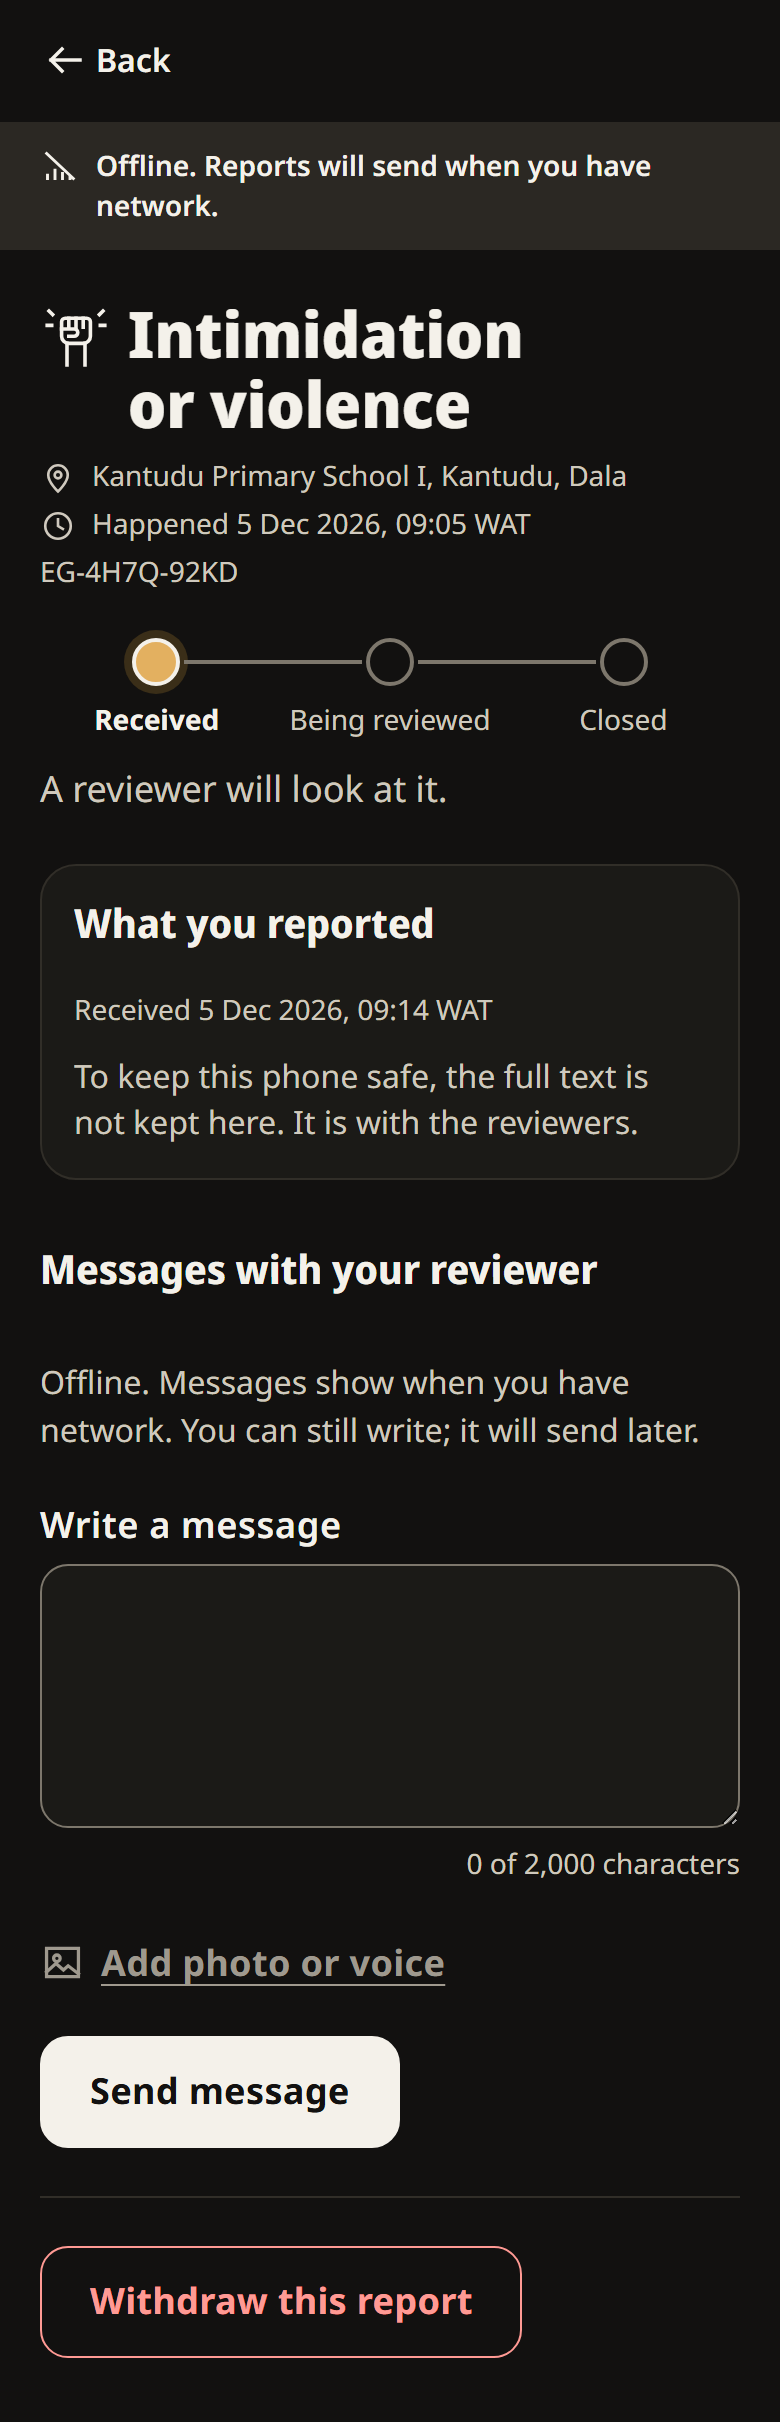 Back
Offline. Reports will send when you have
network.
Intimidation
or violence
Kantudu Primary School I, Kantudu, Dala
Happened 5 Dec 2026, 09:05 WAT
EG-4H7Q-92KD
Received
Being reviewed
Closed
A reviewer will look at it.
What you reported
Received 5 Dec 2026, 09:14 WAT
To keep this phone safe, the full text is
not kept here. It is with the reviewers.
Messages with your reviewer
Offline. Messages show when you have
network. You can still write; it will send later.
Write a message
0 of 2,000 characters
Add photo or voice
Send message
Withdraw this report